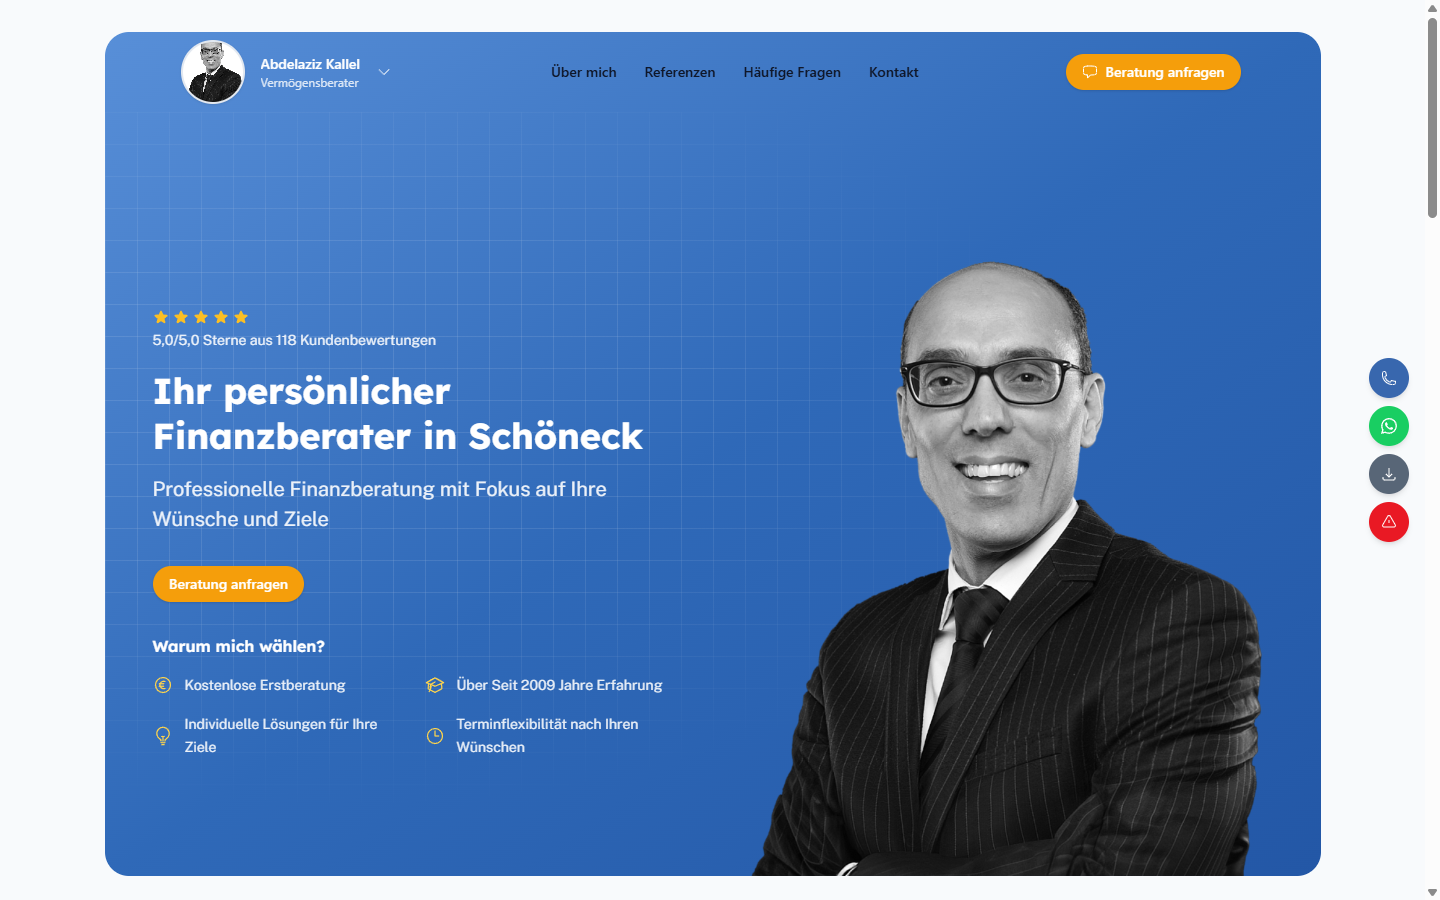 Abdelaziz Kallel
Vermögensberater
Über mich
Referenzen
Häufige Fragen
Kontakt
Beratung anfragen
5,0/5,0 Sterne aus 118 Kundenbewertungen
Ihr persönlicher
Finanzberater in Schöneck
Professionelle Finanzberatung mit Fokus auf Ihre
Wünsche und Ziele
Beratung anfragen
Warum mich wählen?
Kostenlose Erstberatung
Über Seit 2009 Jahre Erfahrung
Individuelle Lösungen für Ihre
Ziele
Terminflexibilität nach Ihren
Wünschen